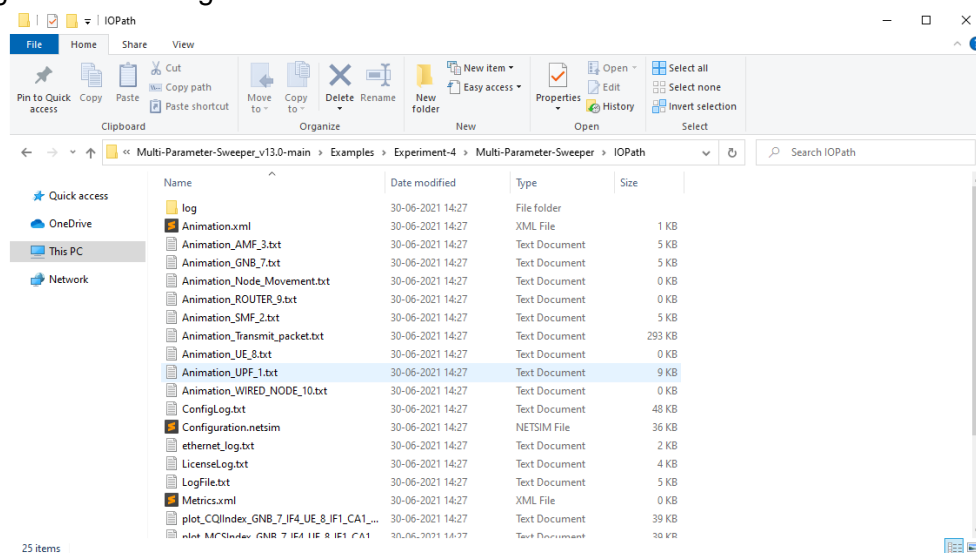 IOPath
File Home Share View
Pin to Quick access
Copy
Paste
Cut
Copy path
Paste shortcut
Clipboard
Move to
Copy to
Delete
Rename
Organize
New folder
New item
Easy access
New
Properties
Open
Edit
History
Open
Select all
Select none
Invert selection
Select
« Multi-Parameter-Sweeper_v13.0-main > Examples > Experiment-4 > Multi-Parameter-Sweeper > IOPath
Search IOPath
Quick access
OneDrive
This PC
Network
Name Date modified Type Size
log 30-06-2021 14:27 File folder
Animation.xml 30-06-2021 14:27 XML File 1 KB
Animation_AMF_3.txt 30-06-2021 14:27 Text Document 5 KB
Animation_GNB_7.txt 30-06-2021 14:27 Text Document 5 KB
Animation_Node_Movement.txt 30-06-2021 14:27 Text Document 0 KB
Animation_ROUTER_9.txt 30-06-2021 14:27 Text Document 0 KB
Animation_SMF_2.txt 30-06-2021 14:27 Text Document 5 KB
Animation_Transmit_packet.txt 30-06-2021 14:27 Text Document 293 KB
Animation_UE_8.txt 30-06-2021 14:27 Text Document 0 KB
Animation_UPF_1.txt 30-06-2021 14:27 Text Document 9 KB
Animation_WIRED_NODE_10.txt 30-06-2021 14:27 Text Document 0 KB
ConfigLog.txt 30-06-2021 14:27 Text Document 48 KB
Configuration.netsim 30-06-2021 14:27 NETSIM File 36 KB
ethernet_log.txt 30-06-2021 14:27 Text Document 2 KB
LicenseLog.txt 30-06-2021 14:27 Text Document 4 KB
LogFile.txt 30-06-2021 14:27 Text Document 5 KB
Metrics.xml 30-06-2021 14:27 XML File 0 KB
plot_CQIIndex_GNB_7_IF4_UE_8_IF1_CA1_... 30-06-2021 14:27 Text Document 39 KB
plot_MCSIndex_GNB_7_IF4_UE_8_IF1_CA1 30-06-2021 14:27 Text Document 39 KB
25 items